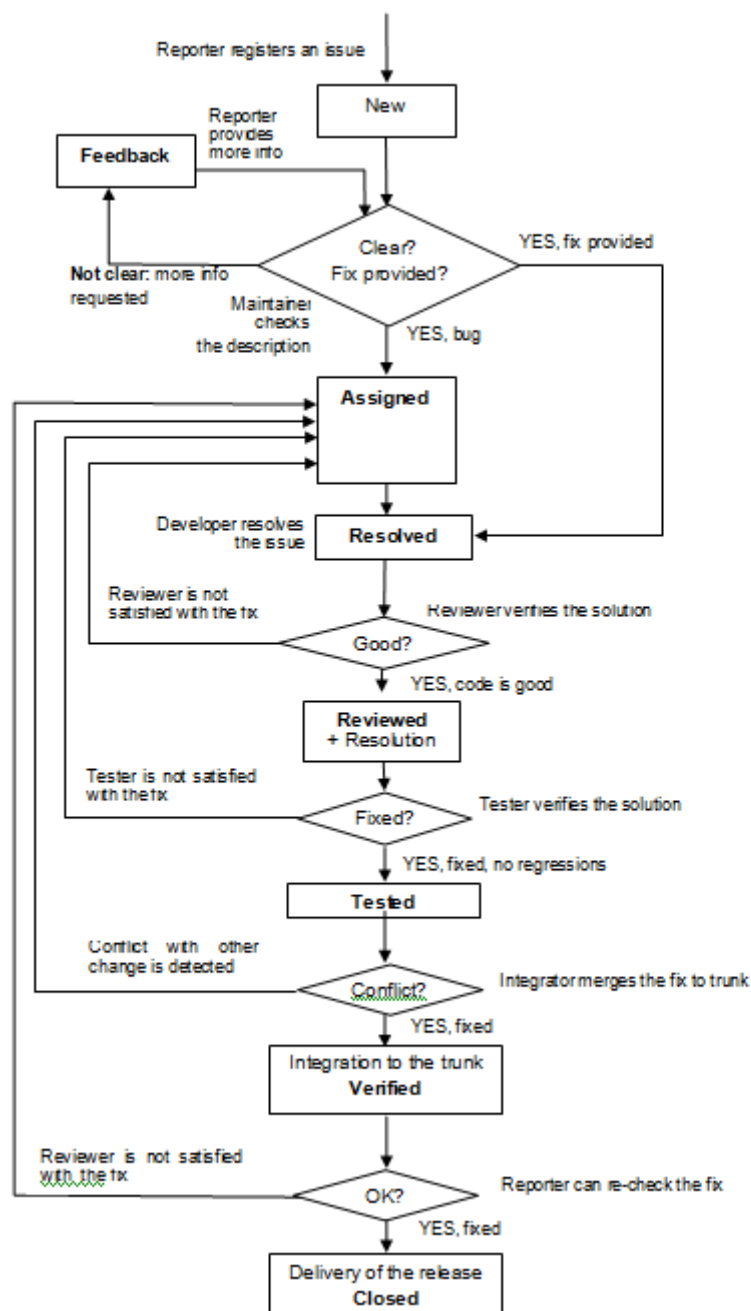 Reporter registers an issue
New
Reporter
provides
more info
Feedback
Clear?
Fix provided?
YES, fix provided
Not clear: more info
requested
Maintainer
checks
the description
YES, bug
Assigned
Developer resolves
the issue
Resolved
Reviewer is not
satisfied with the fix
Reviewer verifies the solution
Good?
YES, code is good
Reviewed
+ Resolution
Tester is not satisfied
with the fix
Fixed?
Tester verifies the solution
YES, fixed, no regressions
Tested
Conflict with other
change is detected
Conflict?
Integrator merges the fix to trunk
YES, fixed
Integration to the trunk
Verified
Reviewer is not satisfied
with the fix
OK?
Reporter can re-check the fix
YES, fixed
Delivery of the release
Closed